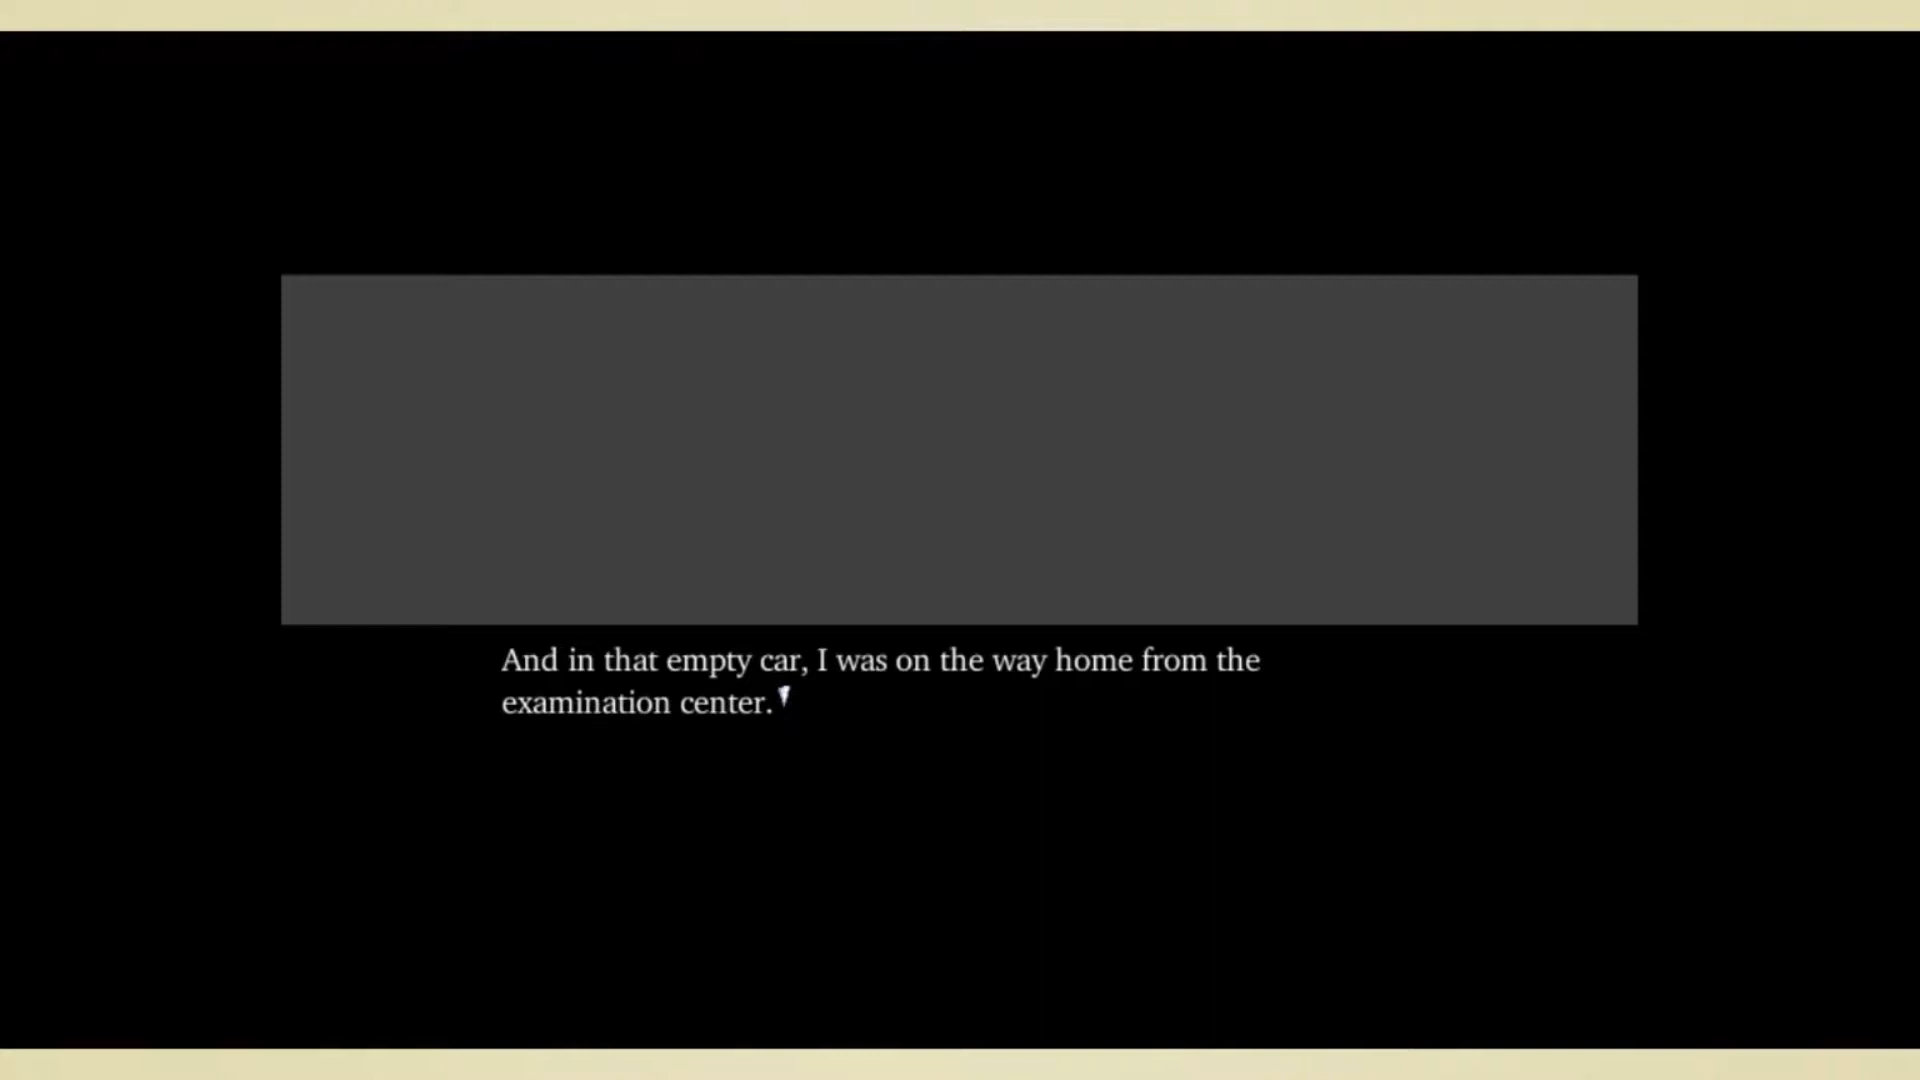 And in that empty car, I was on the way home from the
examination center.